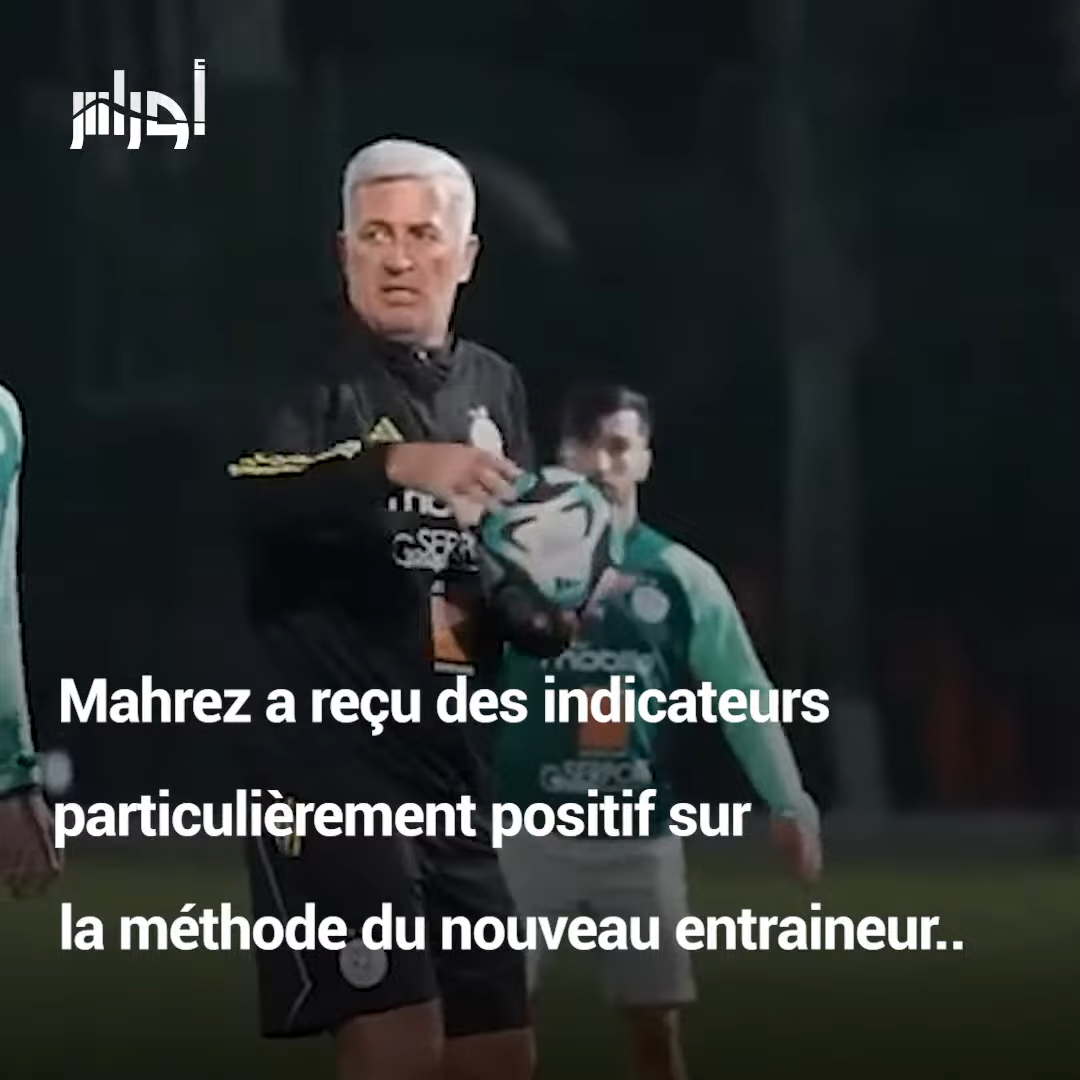 أوراس
Mahrez a reçu des indicateurs
particulièrement positif sur
la méthode du nouveau entraineur..